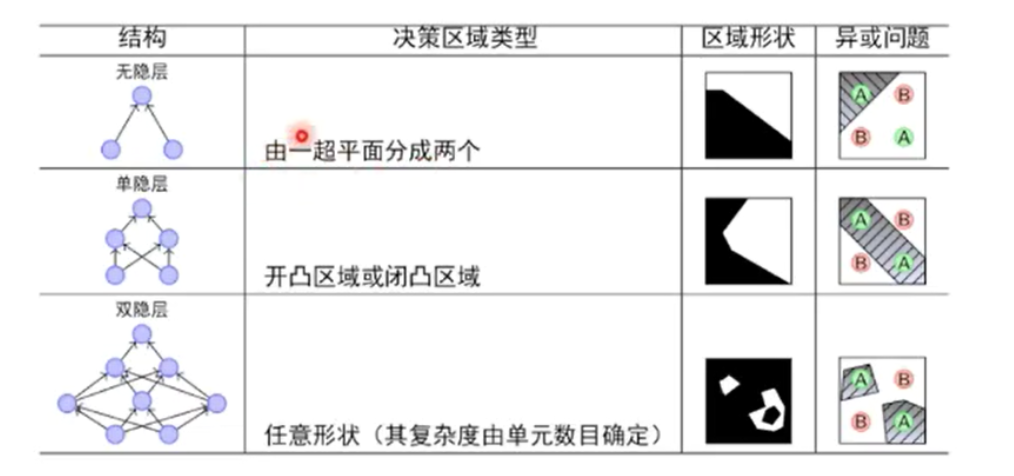 结构 决策区域类型 区域形状 异或问题
无隐层
由一超平面分成两个
A B
B A
单隐层
开凸区域或闭凸区域
A B
B A
双隐层
任意形状（其复杂度由单元数目确定）
A B
B A